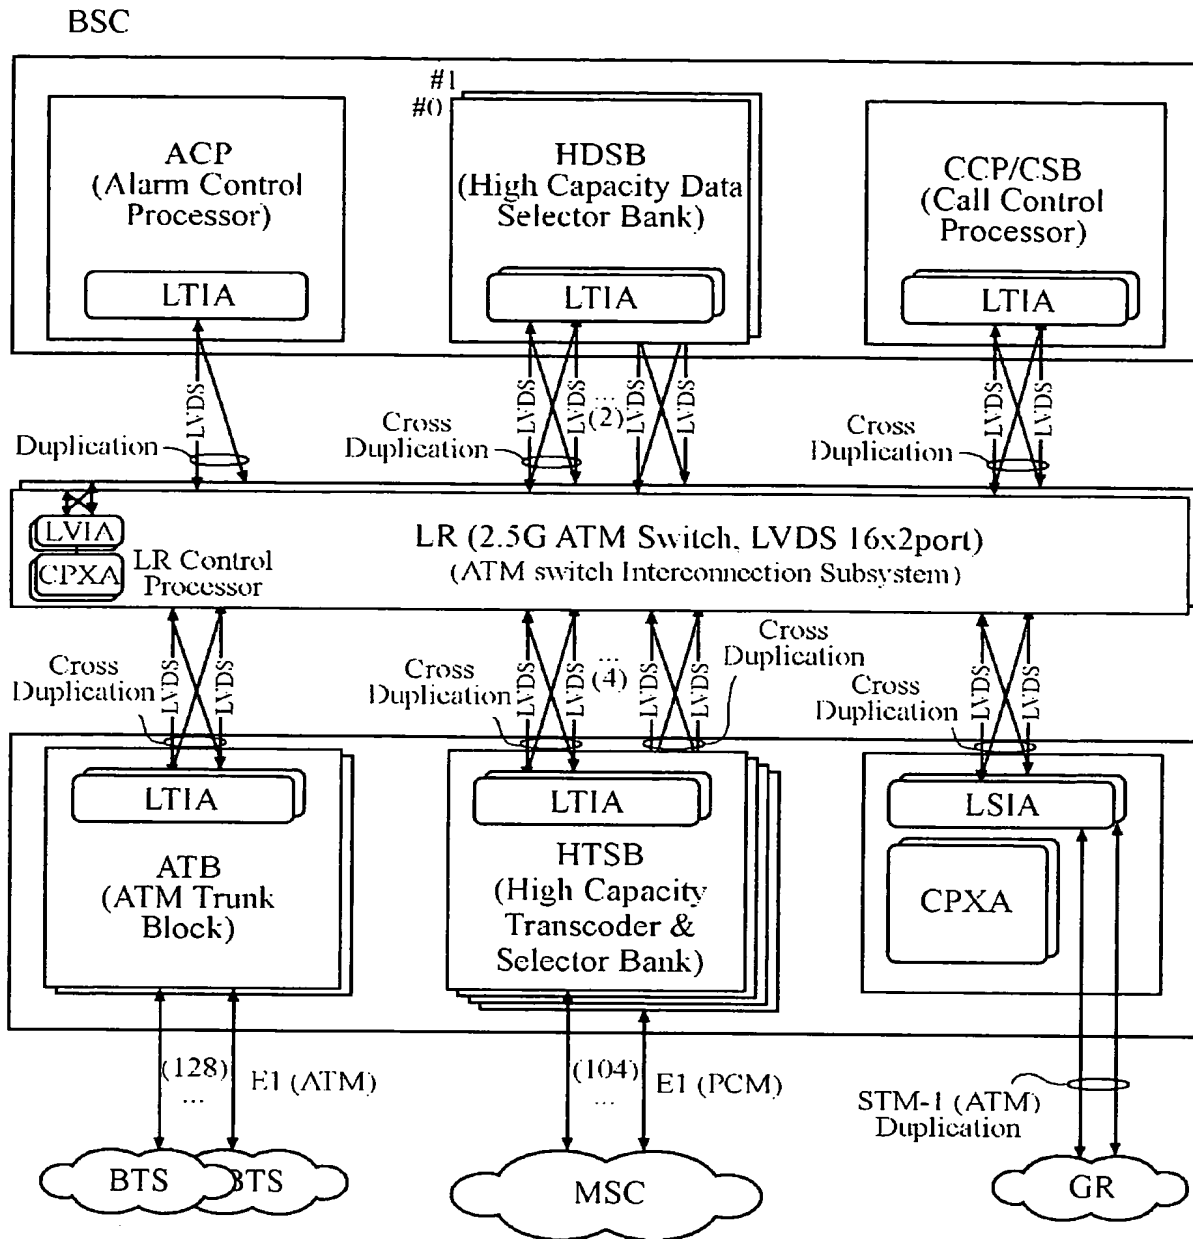 BSC
#1
#0
ACP
(Alarm Control
Processor)
LTIA
HDSB
(High Capacity Data
Selector Bank)
LTIA
CCP/CSB
(Call Control
Processor)
LTIA
LVDS
Duplication
LVDS
LVDS
...
(2)
LVDS
LVDS
Cross
Duplication
LVDS
LVDS
Cross
Duplication
LVIA
CPXA
LR Control
Processor
LR (2.5G ATM Switch, LVDS 16x2port)
(ATM switch Interconnection Subsystem)
Cross
Duplication
LVDS
LVDS
Cross
Duplication
LVDS
LVDS
...
(4)
LVDS
LVDS
Cross
Duplication
Cross
Duplication
LVDS
LVDS
LTIA
ATB
(ATM Trunk
Block)
LTIA
HTSB
(High Capacity
Transcoder &
Selector Bank)
LSIA
CPXA
(128)
...
E1 (ATM)
(104)
...
E1 (PCM)
STM-1 (ATM)
Duplication
BTS
BTS
MSC
GR